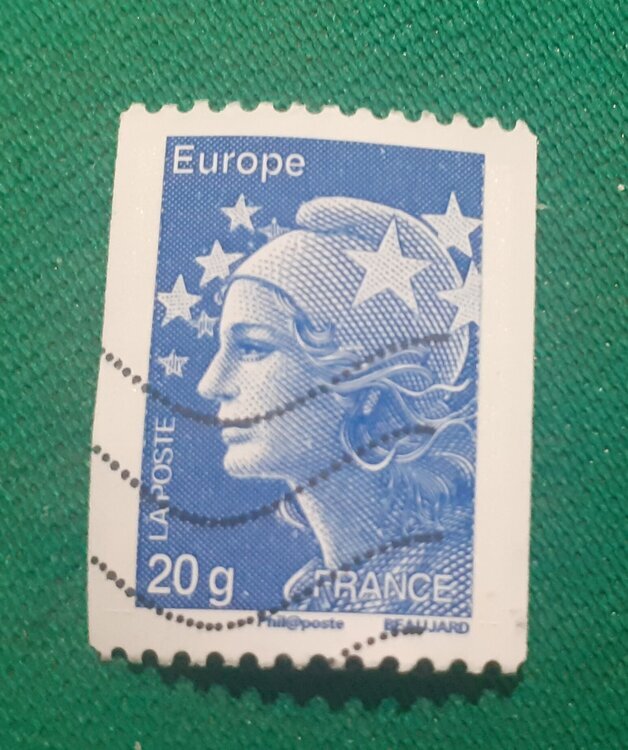 Europe
LA POSTE
20 g
FRANCE
Phil@poste
BEAUJARD